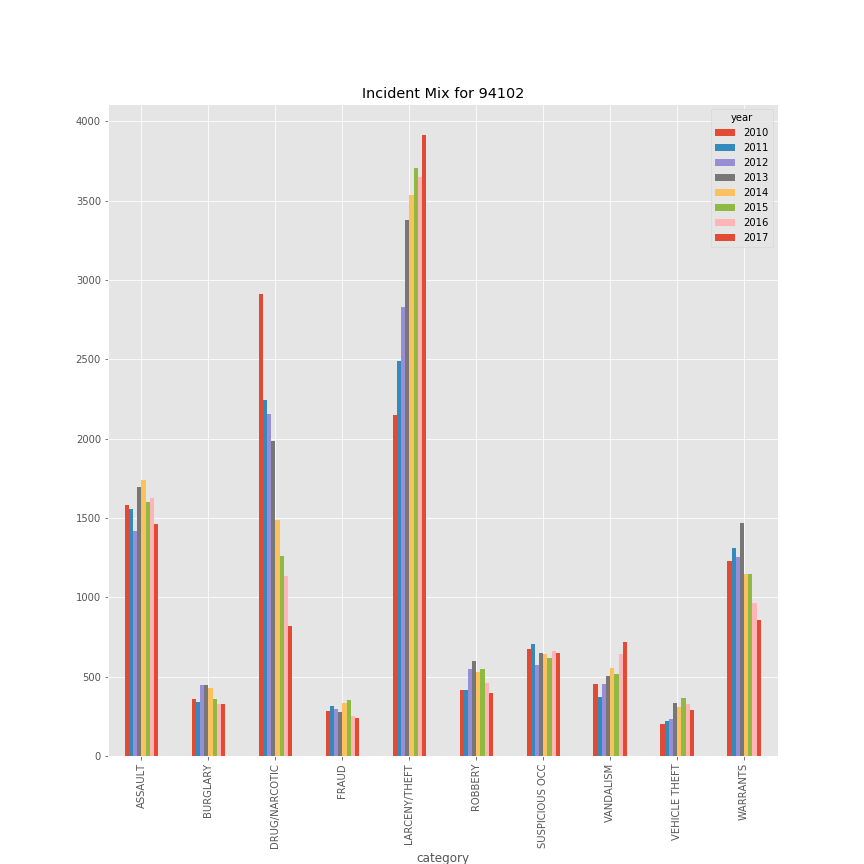 Incident Mix for 94102
year
2010
2011
2012
2013
2014
2015
2016
2017
4000
3500
3000
2500
2000
1500
1000
500
0
ASSAULT
BURGLARY
DRUG/NARCOTIC
FRAUD
LARCENY/THEFT
ROBBERY
SUSPICIOUS OCC
VANDALISM
VEHICLE THEFT
WARRANTS
category